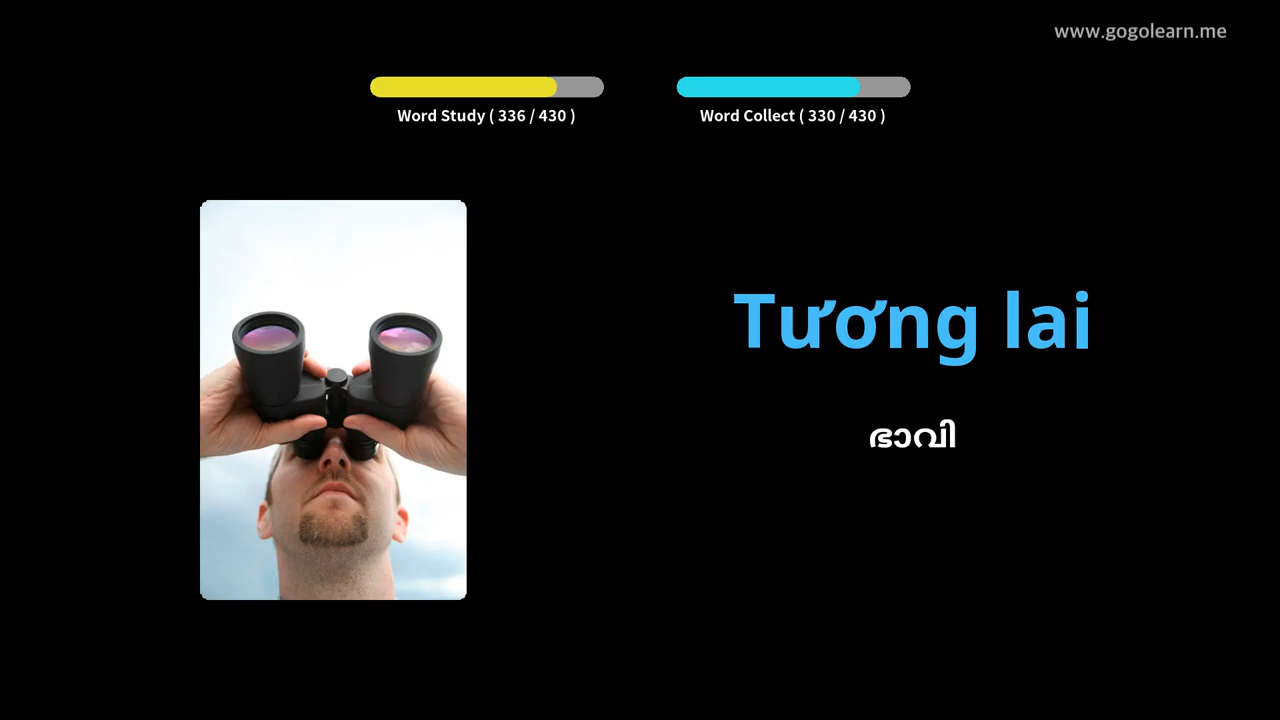 www.gogolearn.me
Word Study ( 336 / 430 )
Word Collect ( 330 / 430 )
Tương lai
ഭാവി